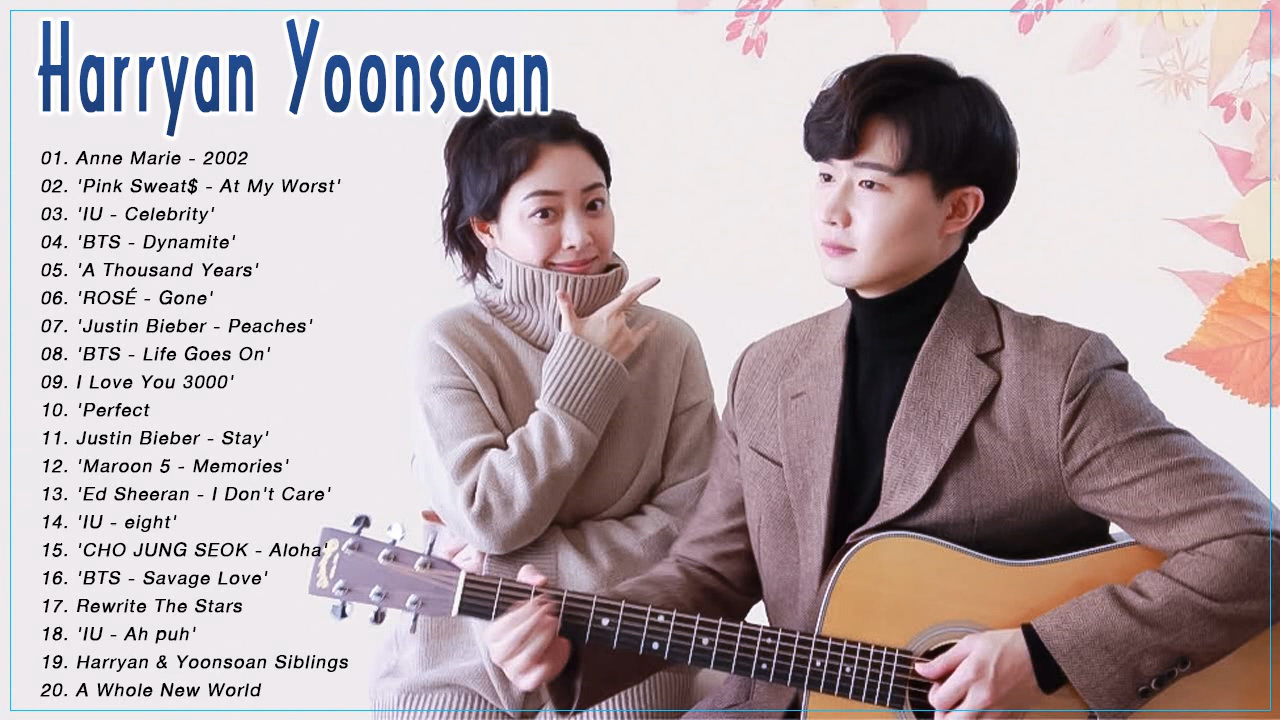 Harryan Yoonsoan
01. Anne Marie - 2002
02. 'Pink Sweat$ - At My Worst'
03. 'IU - Celebrity'
04. 'BTS - Dynamite'
05. 'A Thousand Years'
06. 'ROSÉ - Gone'
07. 'Justin Bieber - Peaches'
08. 'BTS - Life Goes On'
09. I Love You 3000'
10. 'Perfect
11. Justin Bieber - Stay'
12. 'Maroon 5 - Memories'
13. 'Ed Sheeran - I Don't Care'
14. 'IU - eight'
15. 'CHO JUNG SEOK - Aloha'
16. 'BTS - Savage Love'
17. Rewrite The Stars
18. 'IU - Ah puh'
19. Harryan & Yoonsoan Siblings
20. A Whole New World